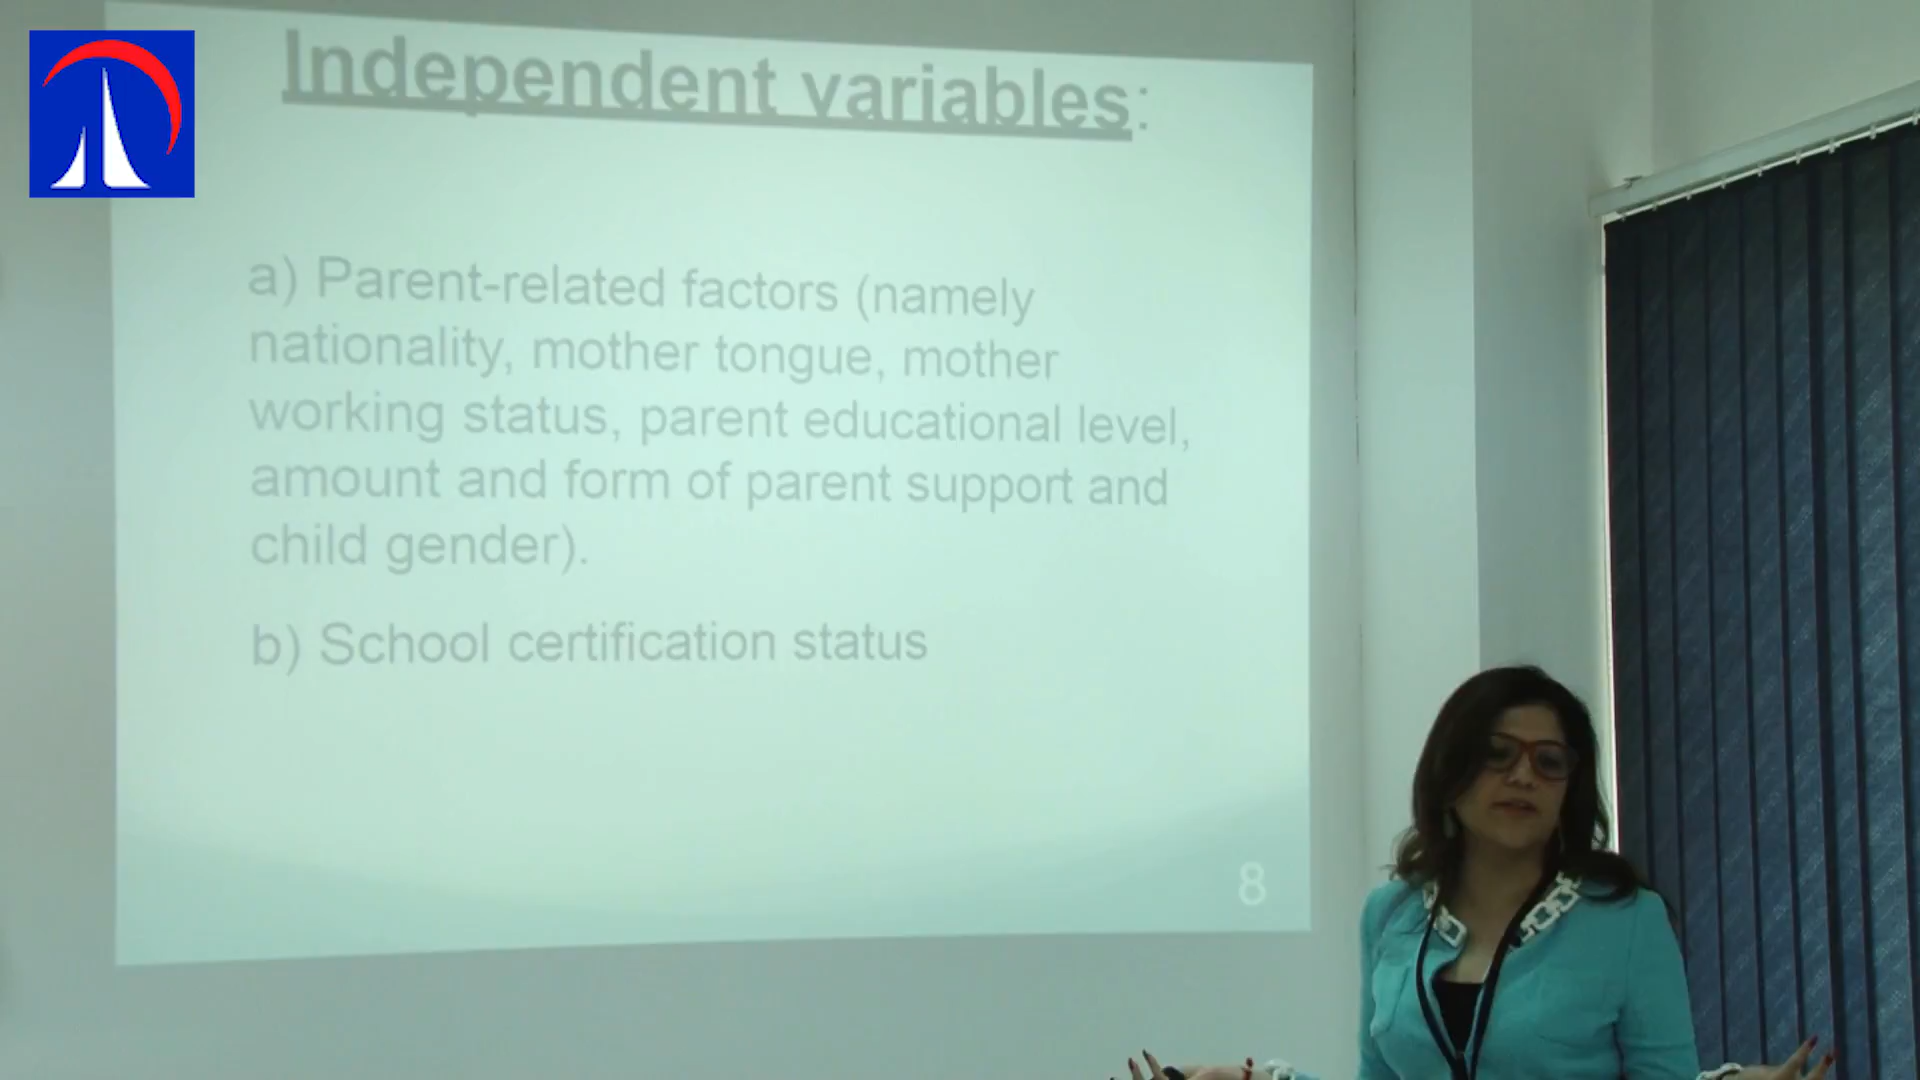 Independent variables:
a) Parent-related factors (namely
nationality, mother tongue, mother
working status, parent educational level,
amount and form of parent support and
child gender).
b) School certification status
8